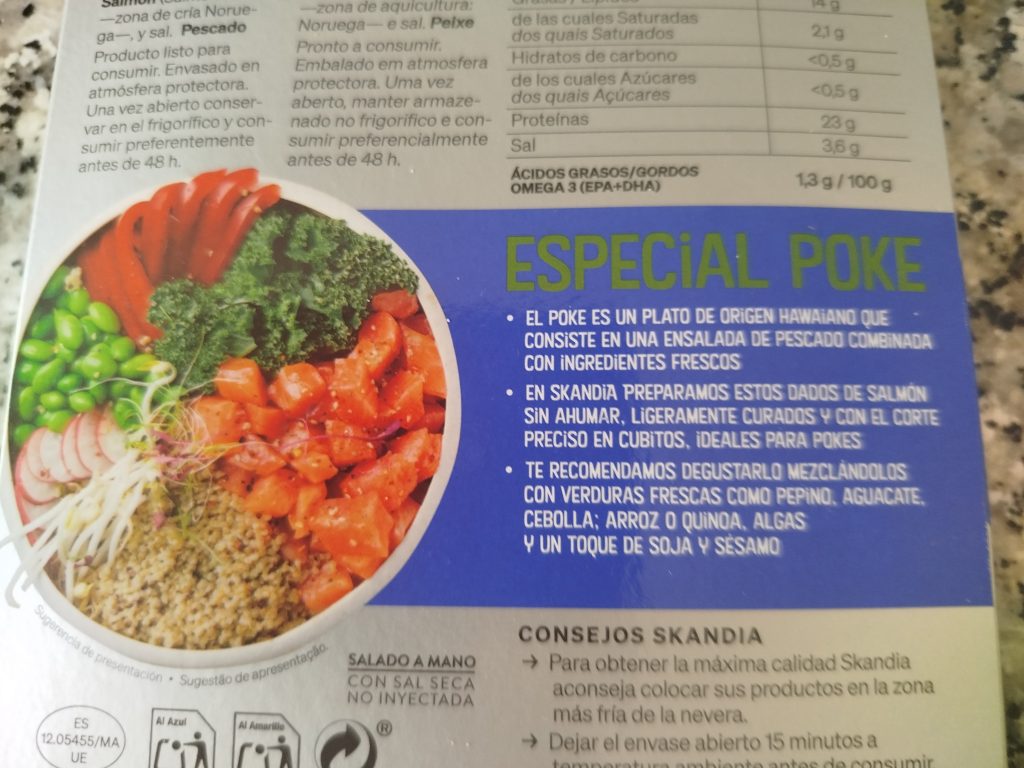 Salmón
—zona de cría Norue-
ga—, y sal. Pescado
Producto listo para
consumir. Envasado en
atmósfera protectora.
Una vez abierto conser-
var en el frigorífico y con-
sumir preferentemente
antes de 48 h.
—zona de aquicultura:
Noruega— e sal. Peixe
Pronto a consumir.
Embalado em atmosfera
protectora. Uma vez
aberto, manter armaze-
nado no frigorífico e con-
sumir preferencialmente
antes de 48 h.
14 g
de las cuales Saturadas
dos quais Saturados 2,1 g
Hidratos de carbono <0,5 g
de los cuales Azúcares
dos quais Açúcares <0,5 g
Proteínas 23 g
Sal 3,6 g
ÁCIDOS GRASOS/GORDOS
OMEGA 3 (EPA+DHA) 1,3 g / 100 g
ESPECiAL POKE
• EL POKE ES UN PLATO DE ORiGEN HAWAiANO QUE
CONSiSTE EN UNA ENSALADA DE PESCADO COMBiNADA
CON iNGREDiENTES FRESCOS
• EN SKANDiA PREPARAMOS ESTOS DADOS DE SALMÓN
SiN AHUMAR, LiGERAMENTE CURADOS Y CON EL CORTE
PRECiSO EN CUBiTOS, iDEALES PARA POKES
• TE RECOMENDAMOS DEGUSTARLO MEZCLÁNDOLOS
CON VERDURAS FRESCAS COMO PEPiNO, AGUACATE,
CEBOLLA; ARROZ O QUiNOA, ALGAS
Y UN TOQUE DE SOJA Y SÉSAMO
Sugerencia de presentación • Sugestão de apresentação.
SALADO A MANO
CON SAL SECA
NO INYECTADA
ES
12.05455/MA
UE
Al Azul
Al Amarillo
®
CONSEJOS SKANDIA
→ Para obtener la máxima calidad Skandia
aconseja colocar sus productos en la zona
más fría de la nevera.
→ Dejar el envase abierto 15 minutos a
temperatura ambiente antes de consumir.